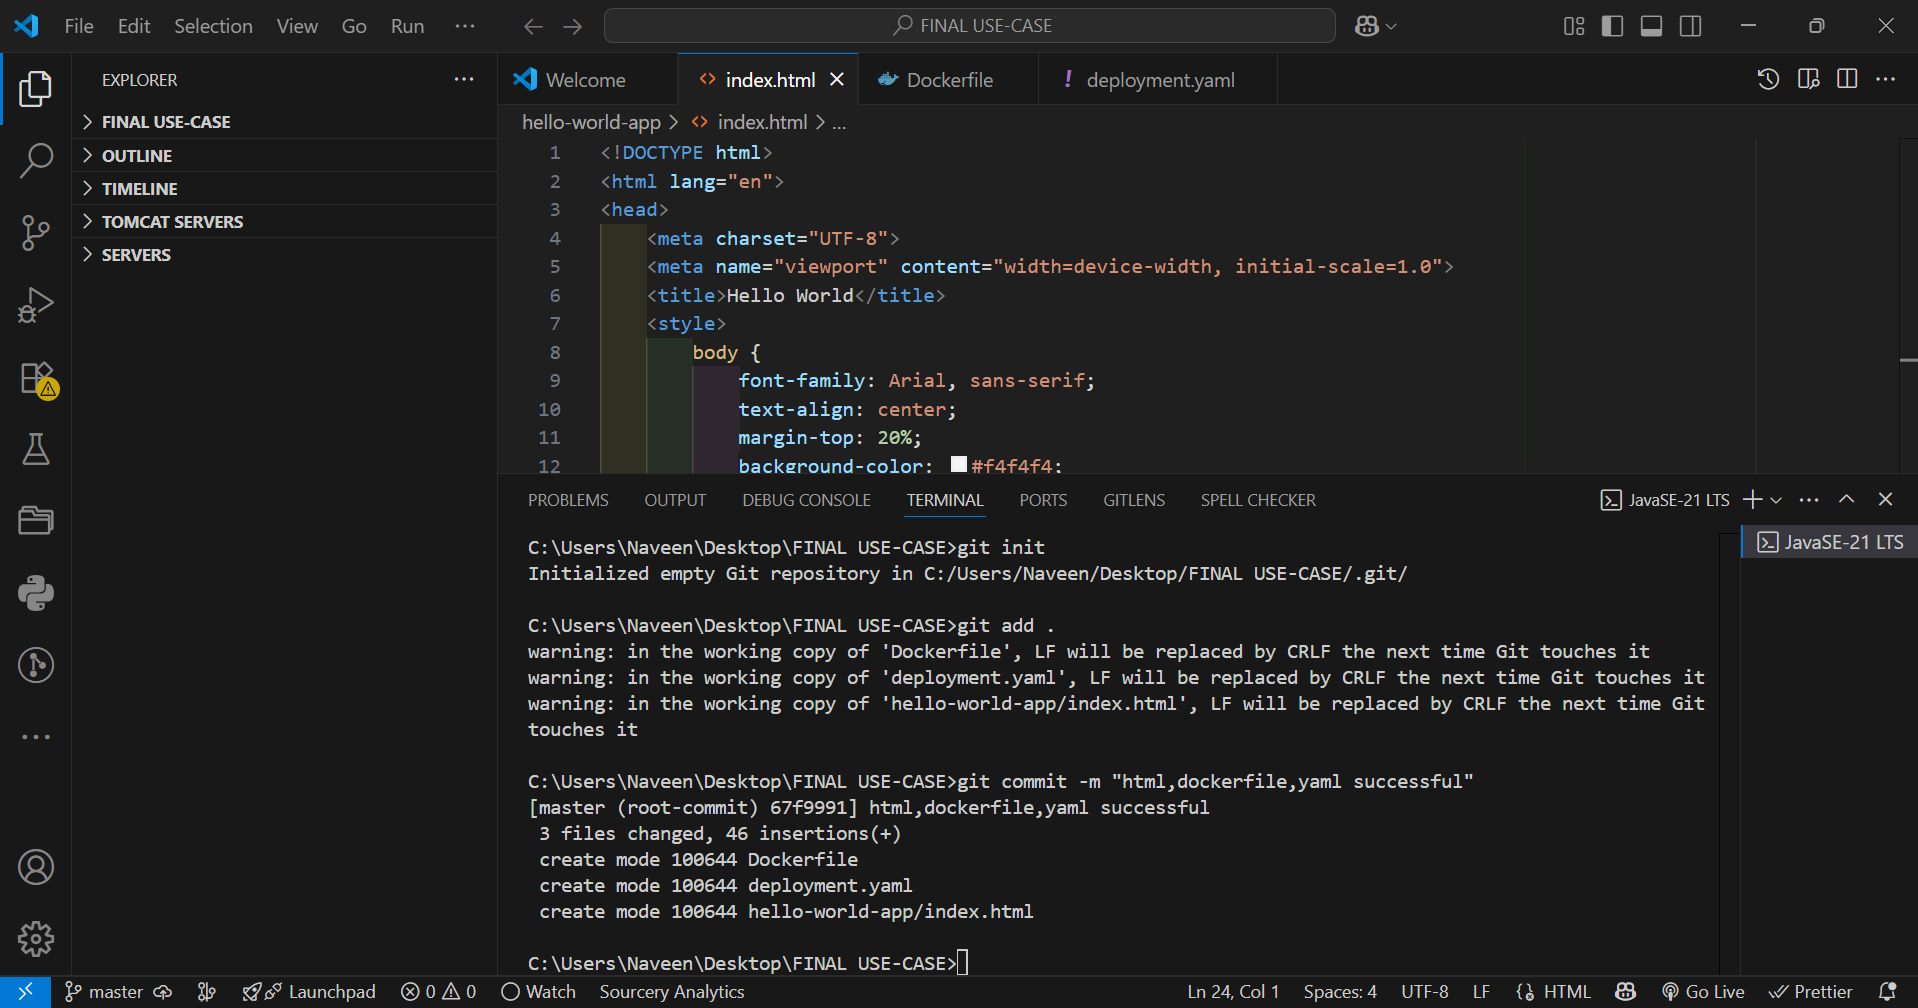 File Edit Selection View Go Run ··· FINAL USE-CASE
EXPLORER ···
FINAL USE-CASE
OUTLINE
TIMELINE
TOMCAT SERVERS
SERVERS
Welcome index.html Dockerfile ! deployment.yaml ···
hello-world-app > index.html > ...
1 <!DOCTYPE html>
2 <html lang="en">
3 <head>
4 <meta charset="UTF-8">
5 <meta name="viewport" content="width=device-width, initial-scale=1.0">
6 <title>Hello World</title>
7 <style>
8 body {
9 font-family: Arial, sans-serif;
10 text-align: center;
11 margin-top: 20%;
12 background-color: #f4f4f4;
PROBLEMS OUTPUT DEBUG CONSOLE TERMINAL PORTS GITLENS SPELL CHECKER JavaSE-21 LTS ···
JavaSE-21 LTS
C:\Users\Naveen\Desktop\FINAL USE-CASE>git init
Initialized empty Git repository in C:/Users/Naveen/Desktop/FINAL USE-CASE/.git/
C:\Users\Naveen\Desktop\FINAL USE-CASE>git add .
warning: in the working copy of 'Dockerfile', LF will be replaced by CRLF the next time Git touches it
warning: in the working copy of 'deployment.yaml', LF will be replaced by CRLF the next time Git touches it
warning: in the working copy of 'hello-world-app/index.html', LF will be replaced by CRLF the next time Git
touches it
C:\Users\Naveen\Desktop\FINAL USE-CASE>git commit -m "html,dockerfile,yaml successful"
[master (root-commit) 67f9991] html,dockerfile,yaml successful
3 files changed, 46 insertions(+)
create mode 100644 Dockerfile
create mode 100644 deployment.yaml
create mode 100644 hello-world-app/index.html
C:\Users\Naveen\Desktop\FINAL USE-CASE>
master Launchpad 0 0 Watch Sourcery Analytics Ln 24, Col 1 Spaces: 4 UTF-8 LF HTML Go Live Prettier